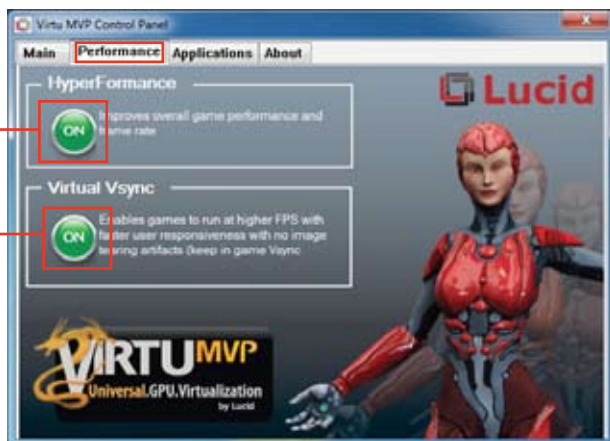 Virtu MVP Control Panel
Main Performance Applications About
HyperFormance
ON
Improves overall game performance and
frame rate
Lucid
Virtual Vsync
ON
Enables games to run at higher FPS with
faster user responsiveness with no image
tearing artifacts (keep in game Vsync
VIRTU MVP
Universal.GPU.Virtualization
by Lucid